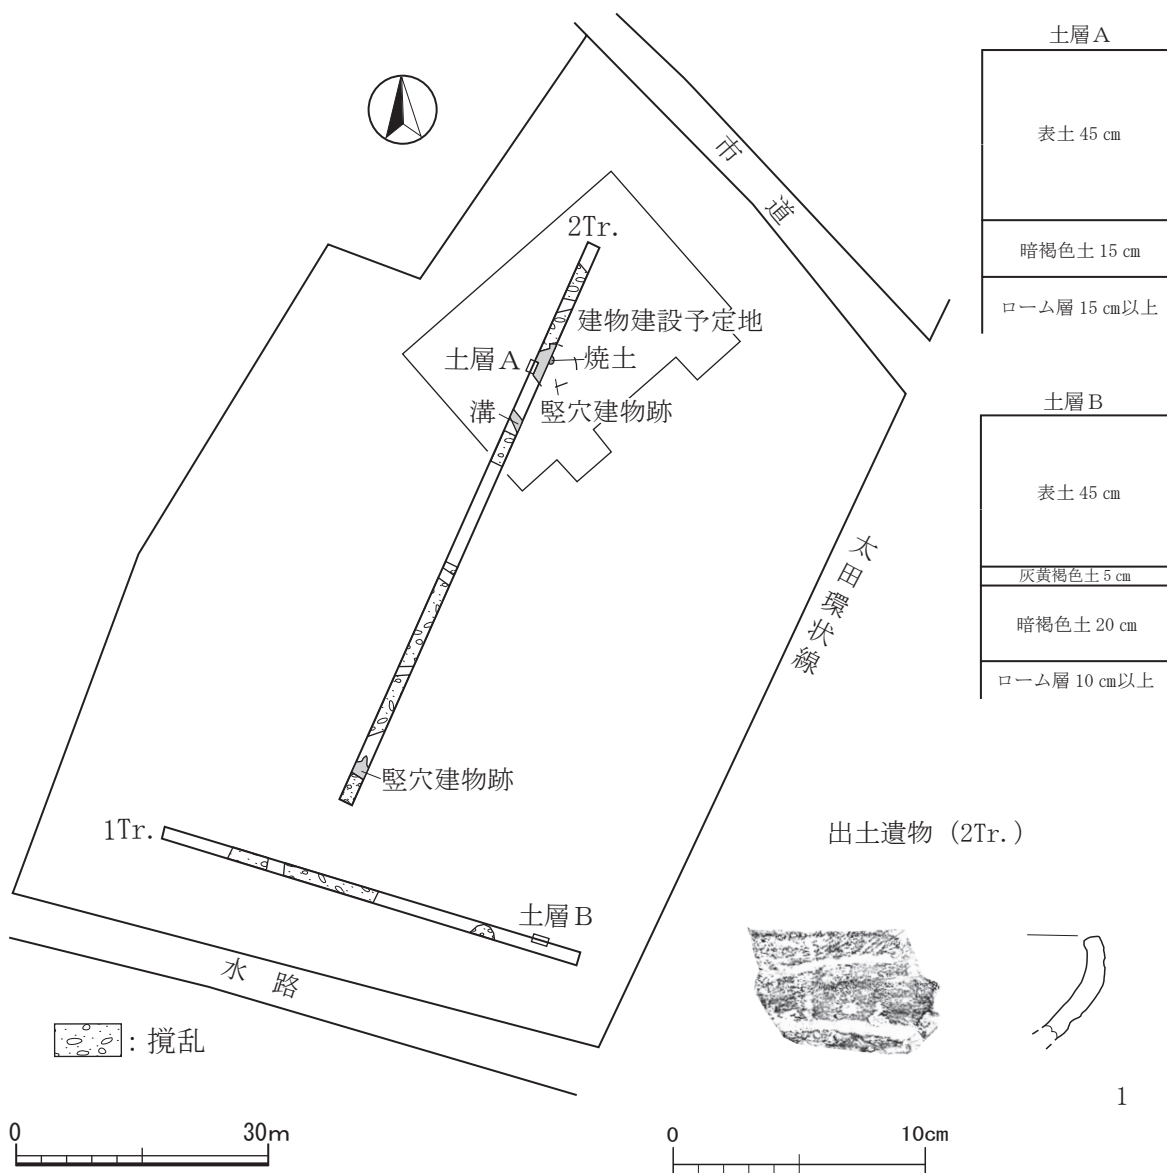 土層A
表土 45 ㎝
暗褐色土 15 ㎝
ローム層 15 ㎝以上
土層B
表土 45 ㎝
灰黄褐色土 5 ㎝
暗褐色土 20 ㎝
ローム層 10 ㎝以上
市道
2Tr.
建物建設予定地
土層A
焼土
竪穴建物跡
溝
太田環状線
竪穴建物跡
1Tr.
土層B
水路
:撹乱
出土遺物(2Tr.)
1
0 30m
0 10cm